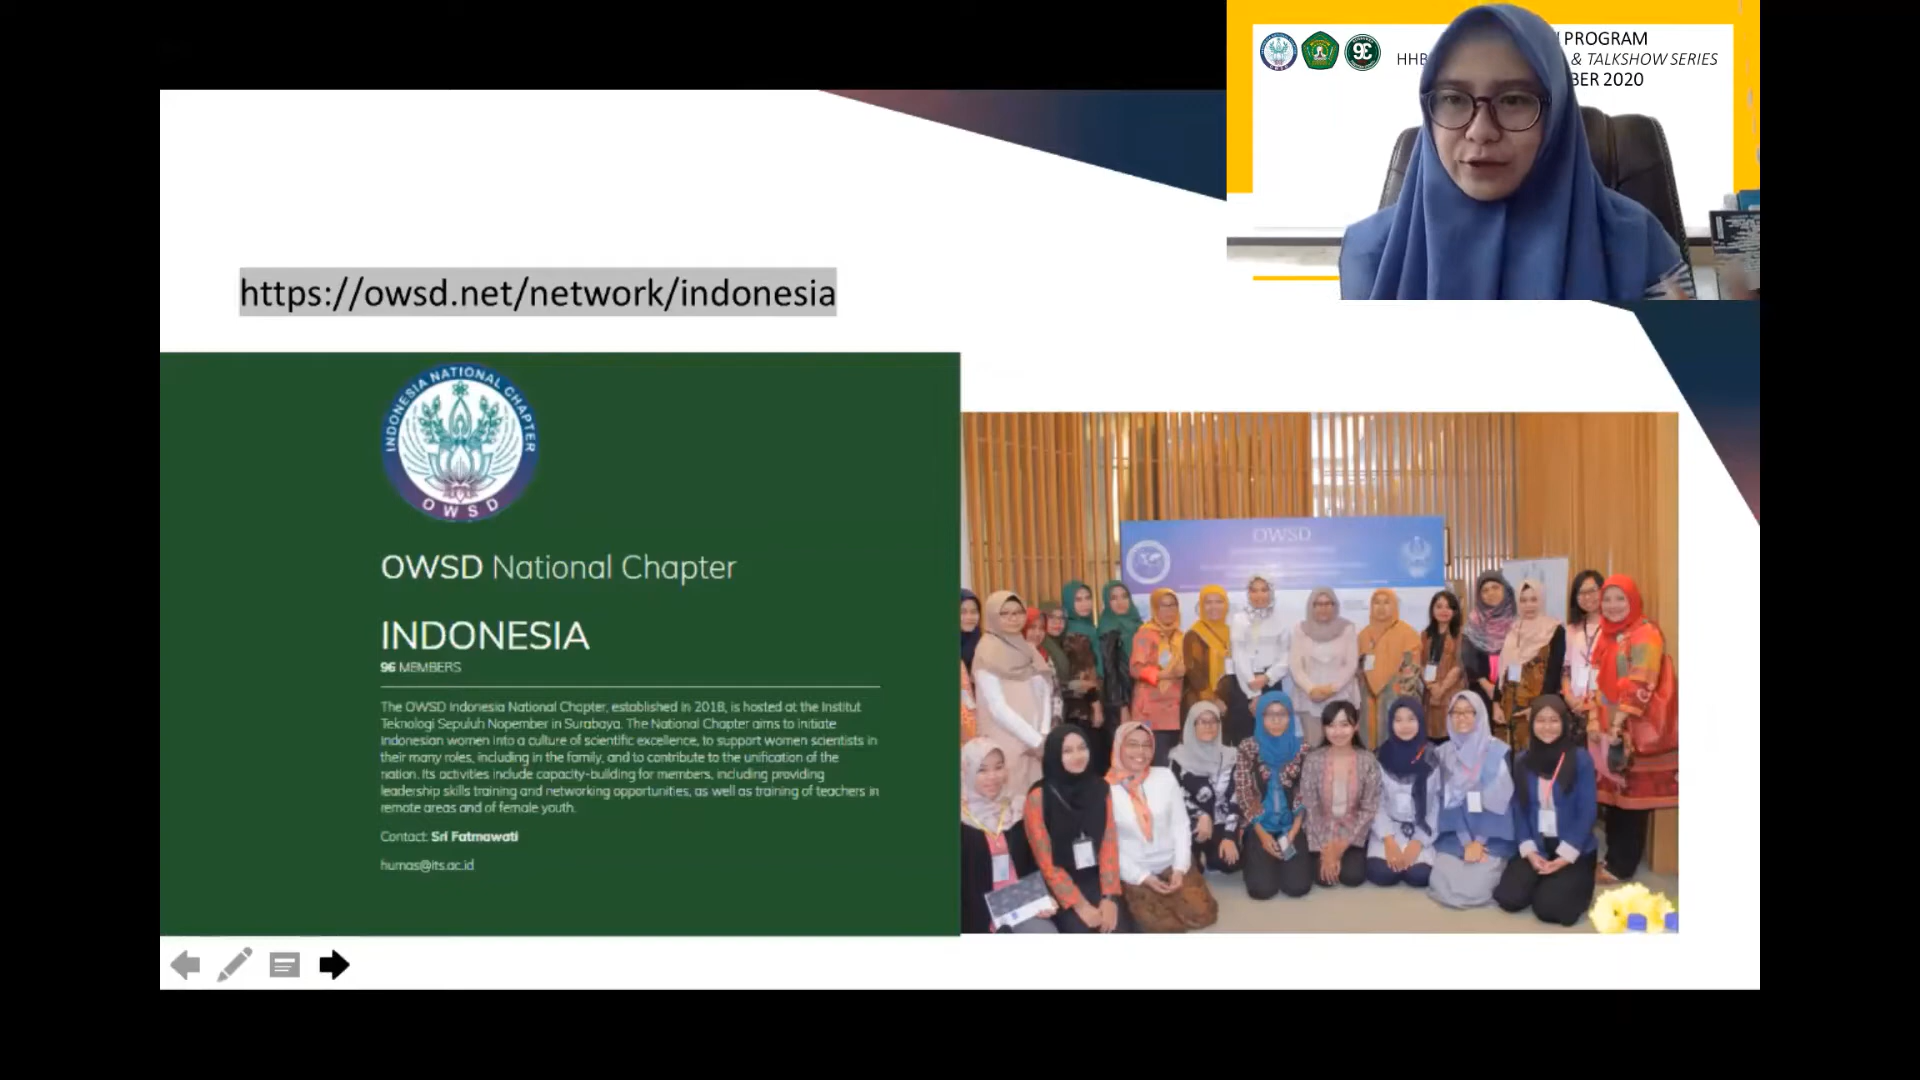 PROGRAM
HHB & TALKSHOW SERIES
BER 2020
https://owsd.net/network/indonesia
INDONESIA NATIONAL CHAPTER
OWSD
OWSD National Chapter
INDONESIA
96 MEMBERS
The OWSD Indonesia National Chapter, established in 2018, is hosted at the Institut
Teknologi Sepuluh Nopember in Surabaya. The National Chapter aims to initiate
Indonesian women into a culture of scientific excellence, to support women scientists in
their many roles, including in the family, and to contribute to the unification of the
nation. Its activities include capacity-building for members, including providing
leadership skills training and networking opportunities, as well as training of teachers in
remote areas and of female youth.
Contact: Sri Fatmawati
humas@its.ac.id
OWSD